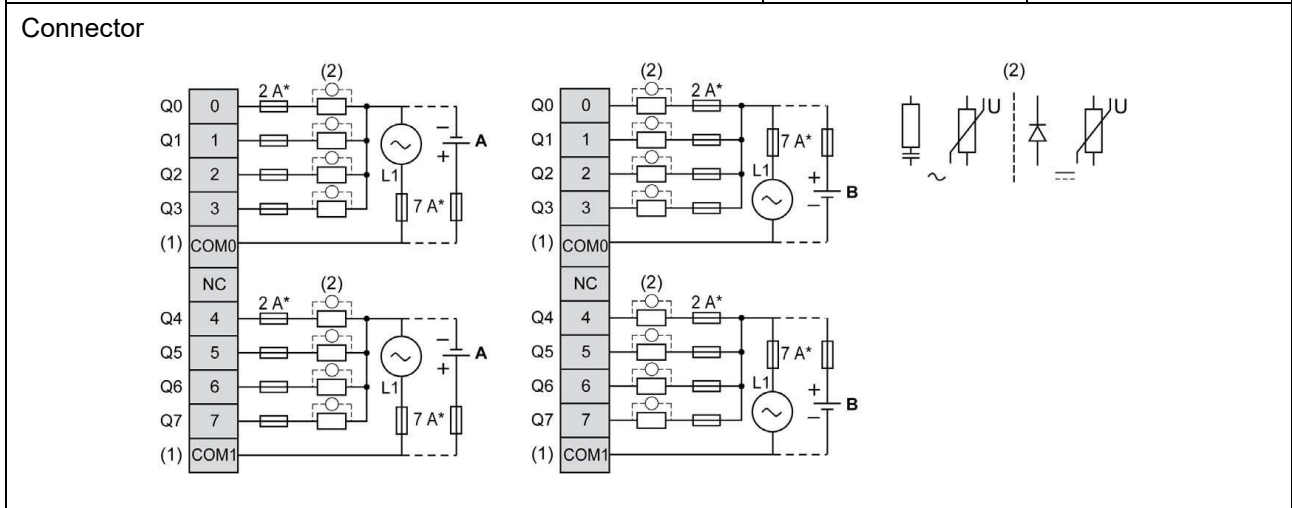 Connector
(2) (2) (2)
2 A* 2 A*
Q0 0 Q0 0 U U
Q1 1 − A Q1 1 7 A*
Q2 2 + Q2 2
L1 L1 +
Q3 3 7 A* Q3 3 − B
(1) COM0 (1) COM0
NC NC
(2) (2)
2 A* 2 A*
Q4 4 Q4 4
Q5 5 − A Q5 5 7 A*
+
Q6 6 Q6 6
L1 L1 +
Q7 7 7 A* Q7 7 − B
(1) COM1 (1) COM1